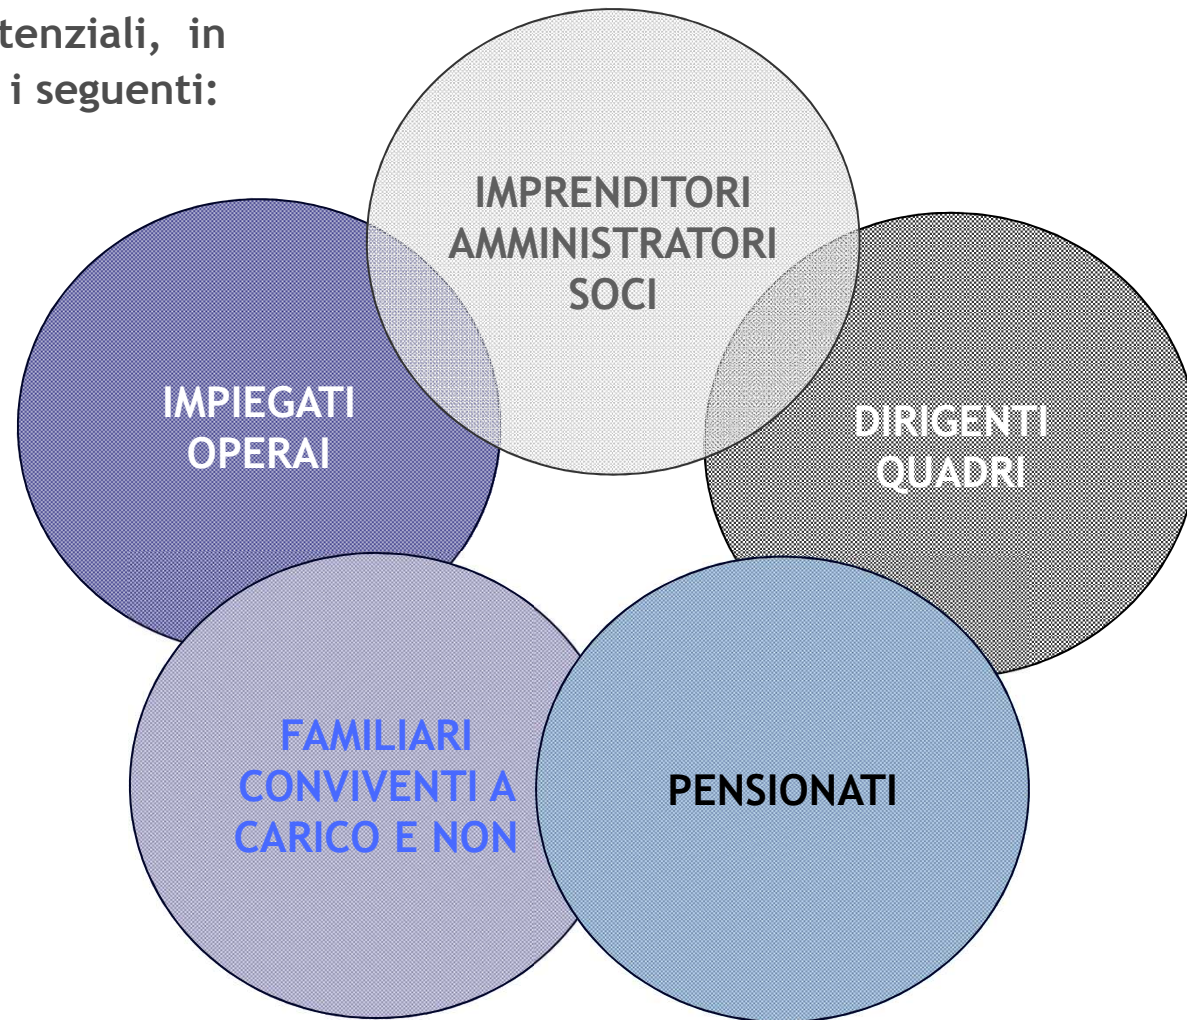 tenziali, in
i seguenti:
IMPRENDITORI
AMMINISTRATORI
SOCI
IMPIEGATI
OPERAI
DIRIGENTI
QUADRI
FAMILIARI
CONVIVENTI A
CARICO E NON
PENSIONATI